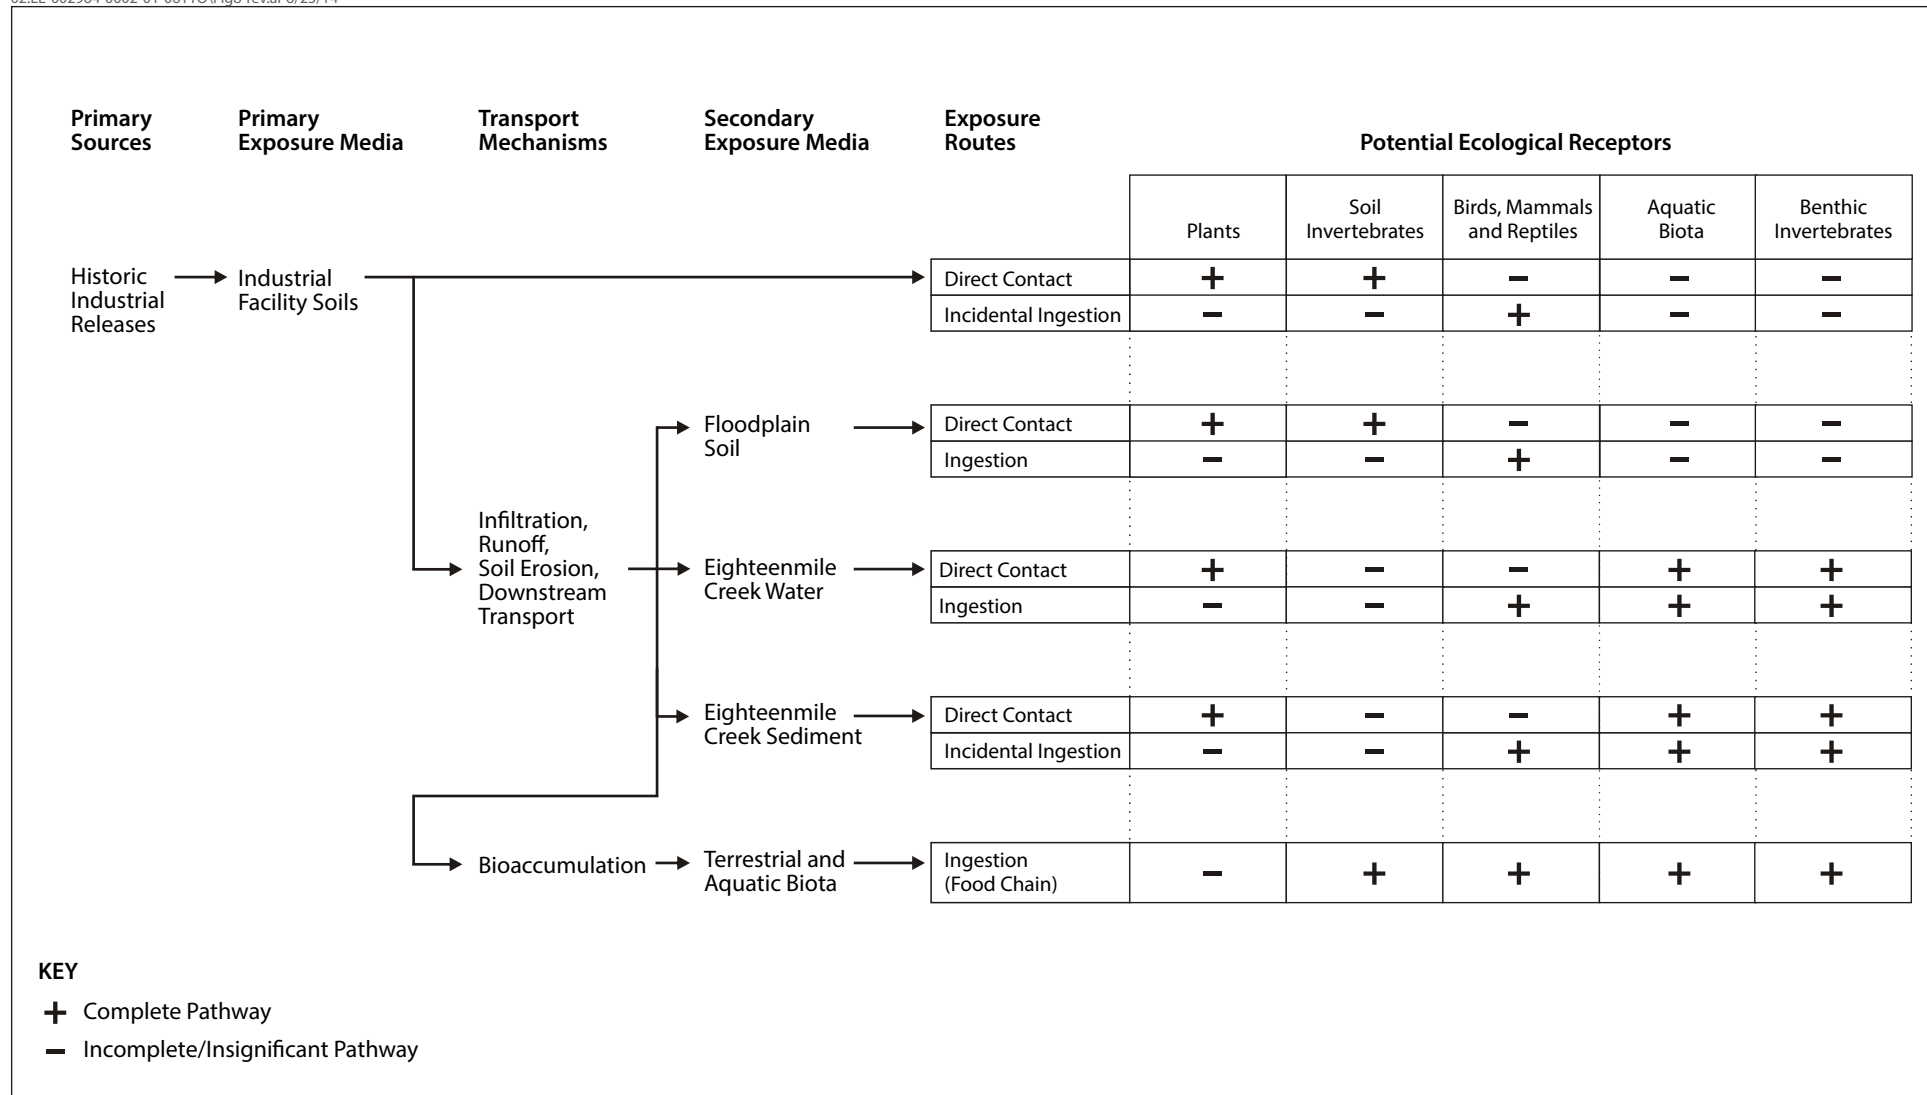 Primary
Sources
Primary
Exposure Media
Transport
Mechanisms
Secondary
Exposure Media
Exposure
Routes
Potential Ecological Receptors
Plants
Soil
Invertebrates
Birds, Mammals
and Reptiles
Aquatic
Biota
Benthic
Invertebrates
Historic
Industrial
Releases
Industrial
Facility Soils
Direct Contact + + − − −
Incidental Ingestion − − + − −
Floodplain
Soil
Direct Contact + + − − −
Ingestion − − + − −
Infiltration,
Runoff,
Soil Erosion,
Downstream
Transport
Eighteenmile
Creek Water
Direct Contact + − − + +
Ingestion − − + + +
Eighteenmile
Creek Sediment
Direct Contact + − − + +
Incidental Ingestion − − + + +
Bioaccumulation
Terrestrial and
Aquatic Biota
Ingestion
(Food Chain)
− + + + +
KEY
+ Complete Pathway
− Incomplete/Insignificant Pathway